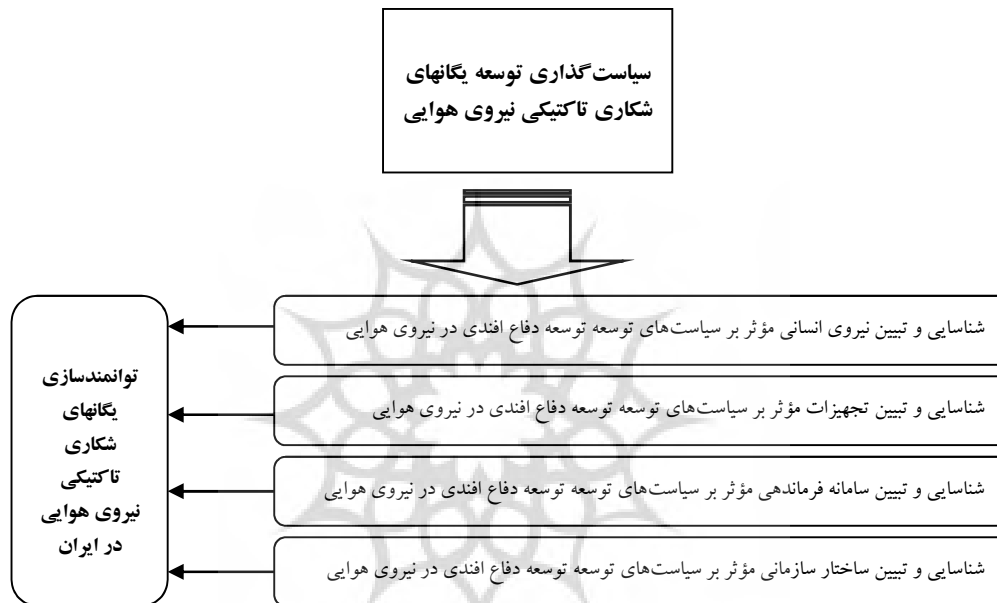 سیاست‌گذاری توسعه یگانهای
شکاری تاکتیکی نیروی هوایی
شناسایی و تبیین نیروی انسانی مؤثر بر سیاست‌های توسعه توسعه دفاع افندی در نیروی هوایی
شناسایی و تبیین تجهیزات مؤثر بر سیاست‌های توسعه توسعه دفاع افندی در نیروی هوایی
شناسایی و تبیین سامانه فرماندهی مؤثر بر سیاست‌های توسعه توسعه دفاع افندی در نیروی هوایی
شناسایی و تبیین ساختار سازمانی مؤثر بر سیاست‌های توسعه توسعه دفاع افندی در نیروی هوایی
توانمندسازی
یگانهای
شکاری
تاکتیکی
نیروی هوایی
در ایران